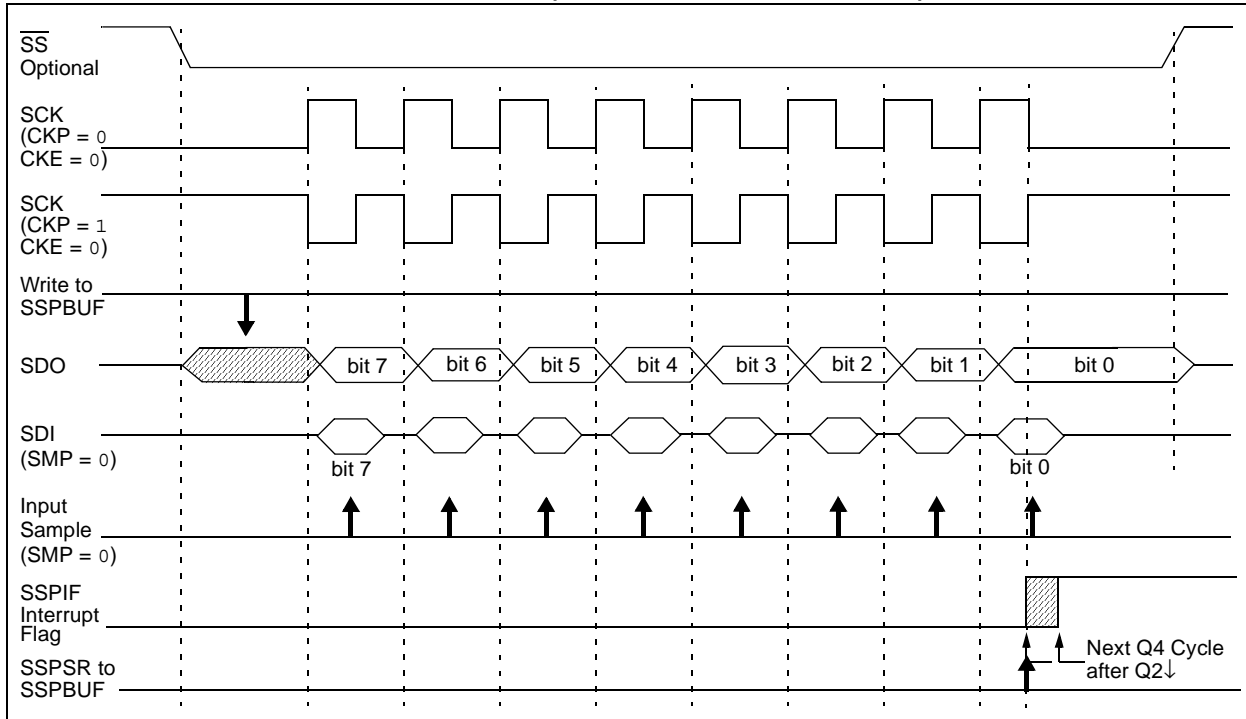 SS
Optional
SCK
(CKP = 0
CKE = 0)
SCK
(CKP = 1
CKE = 0)
Write to
SSPBUF
SDO
bit 7
bit 6
bit 5
bit 4
bit 3
bit 2
bit 1
bit 0
SDI
(SMP = 0)
bit 7
bit 0
Input
Sample
(SMP = 0)
SSPIF
Interrupt
Flag
Next Q4 Cycle
after Q2↓
SSPSR to
SSPBUF